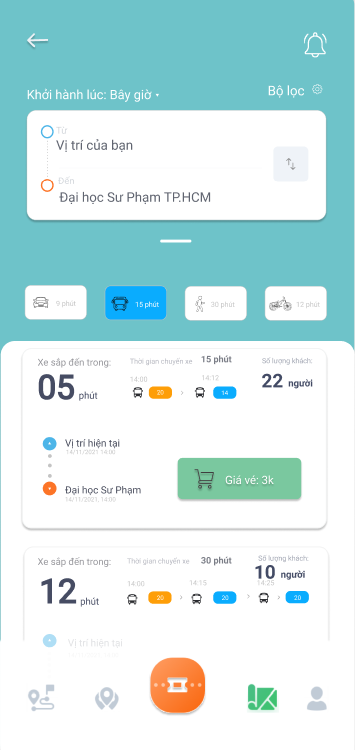 Khởi hành lúc: Bây giờ
Bộ lọc
Từ
Vị trí của bạn
Đến
Đại học Sư Phạm TP.HCM
9 phút
15 phút
30 phút
12 phút
Xe sắp đến trong:
Thời gian chuyến xe
15 phút
Số lượng khách:
05 phút
14:00
14:12
22 người
20
14
Vị trí hiện tại
14/11/2021 14:00
Đại học Sư Phạm
14/11/2021, 14:05
Giá vé: 3k
Xe sắp đến trong:
Thời gian chuyến xe
30 phút
Số lượng khách:
12 phút
14:00
14:15
14:25
10 người
20
20
20
Vị trí hiện tại